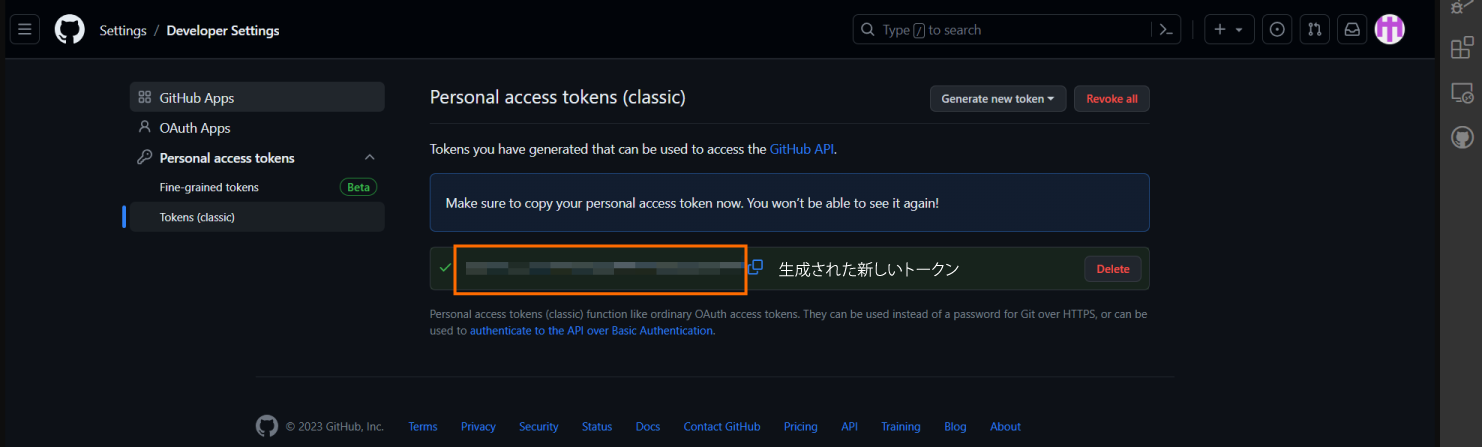 Settings / Developer Settings
Type / to search
GitHub Apps
OAuth Apps
Personal access tokens
Fine-grained tokens Beta
Tokens (classic)
Personal access tokens (classic)
Generate new token
Revoke all
Tokens you have generated that can be used to access the GitHub API.
Make sure to copy your personal access token now. You won't be able to see it again!
生成された新しいトークン
Delete
Personal access tokens (classic) function like ordinary OAuth access tokens. They can be used instead of a password for Git over HTTPS, or can be
used to authenticate to the API over Basic Authentication.
© 2023 GitHub, Inc. Terms Privacy Security Status Docs Contact GitHub Pricing API Training Blog About